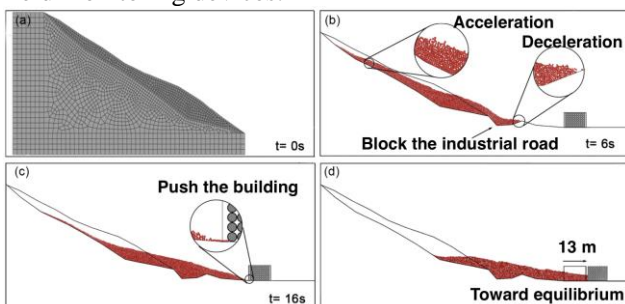 (a)
t= 0s
(b)
Acceleration
Deceleration
Block the industrial road
t= 6s
(c)
Push the building
t= 16s
(d)
13 m
Toward equilibrium